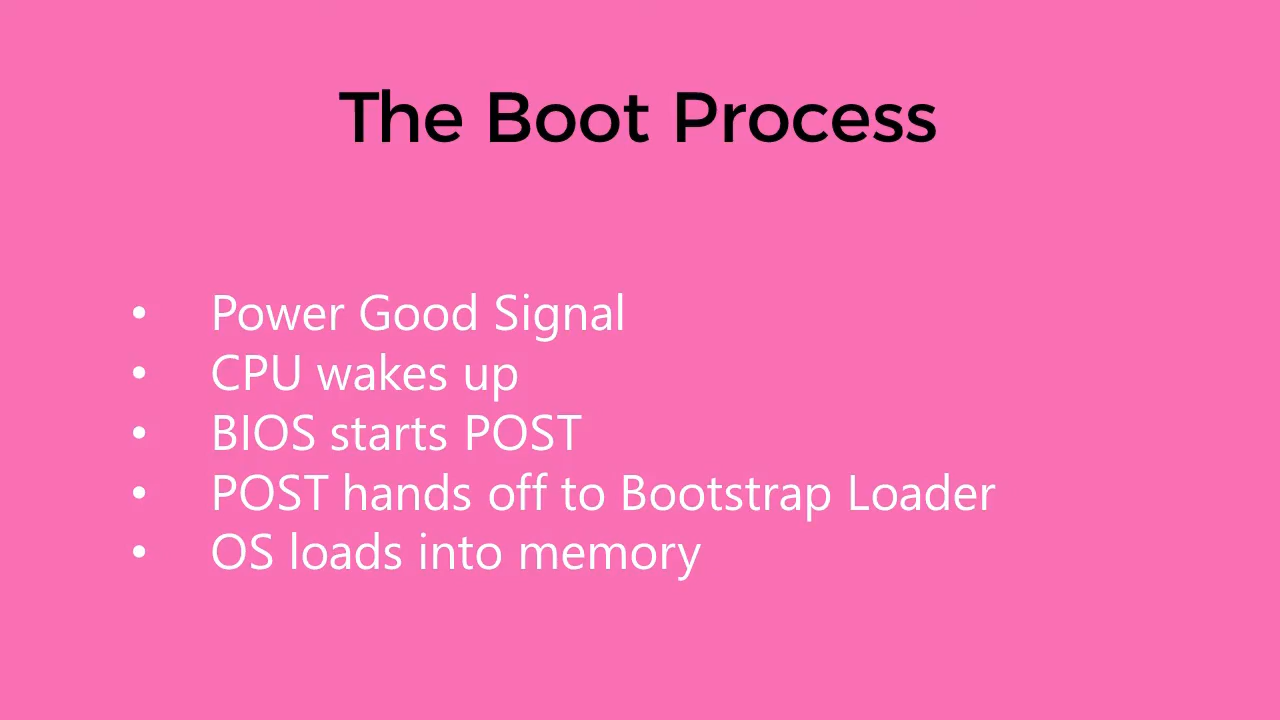 The Boot Process
• Power Good Signal
• CPU wakes up
• BIOS starts POST
• POST hands off to Bootstrap Loader
• OS loads into memory